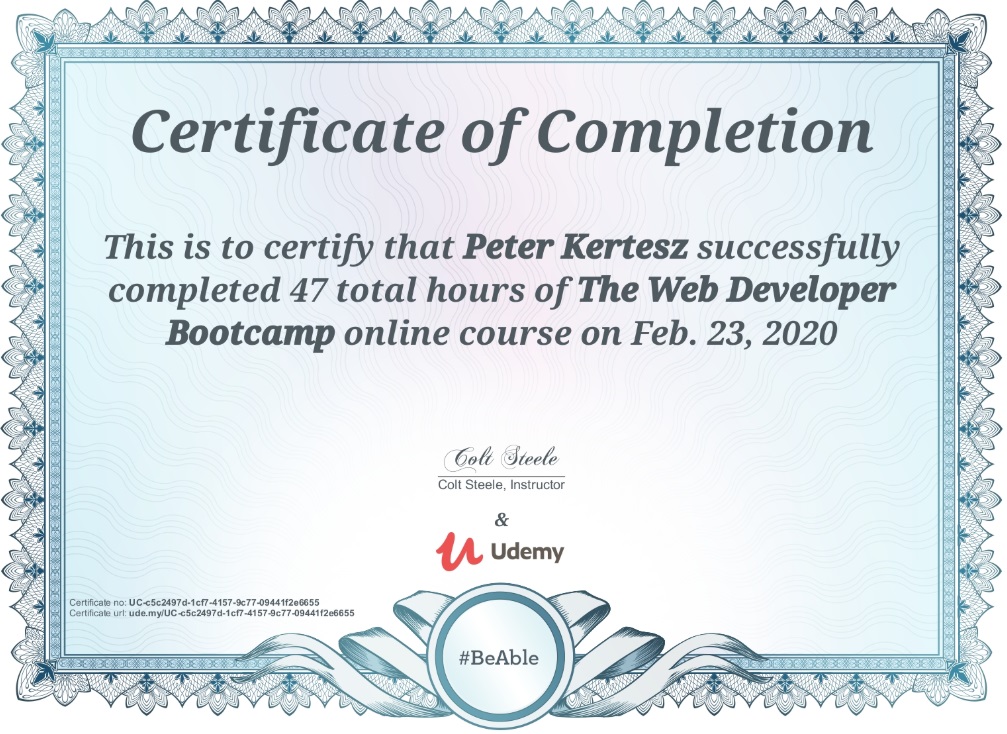 Certificate of Completion
This is to certify that Peter Kertesz successfully
completed 47 total hours of The Web Developer
Bootcamp online course on Feb. 23, 2020
Colt Steele
Colt Steele, Instructor
&
Udemy
Certificate no: UC-c5c2497d-1cf7-4157-9c77-09441f2e6655
Certificate url: ude.my/UC-c5c2497d-1cf7-4157-9c77-09441f2e6655
#BeAble